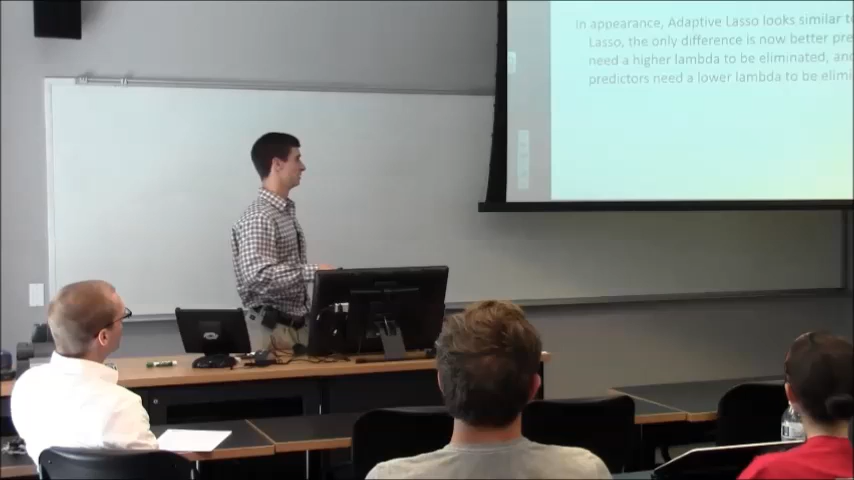 In appearance, Adaptive Lasso looks similar to
Lasso, the only difference is now better pre
need a higher lambda to be eliminated, and
predictors need a lower lambda to be elimi